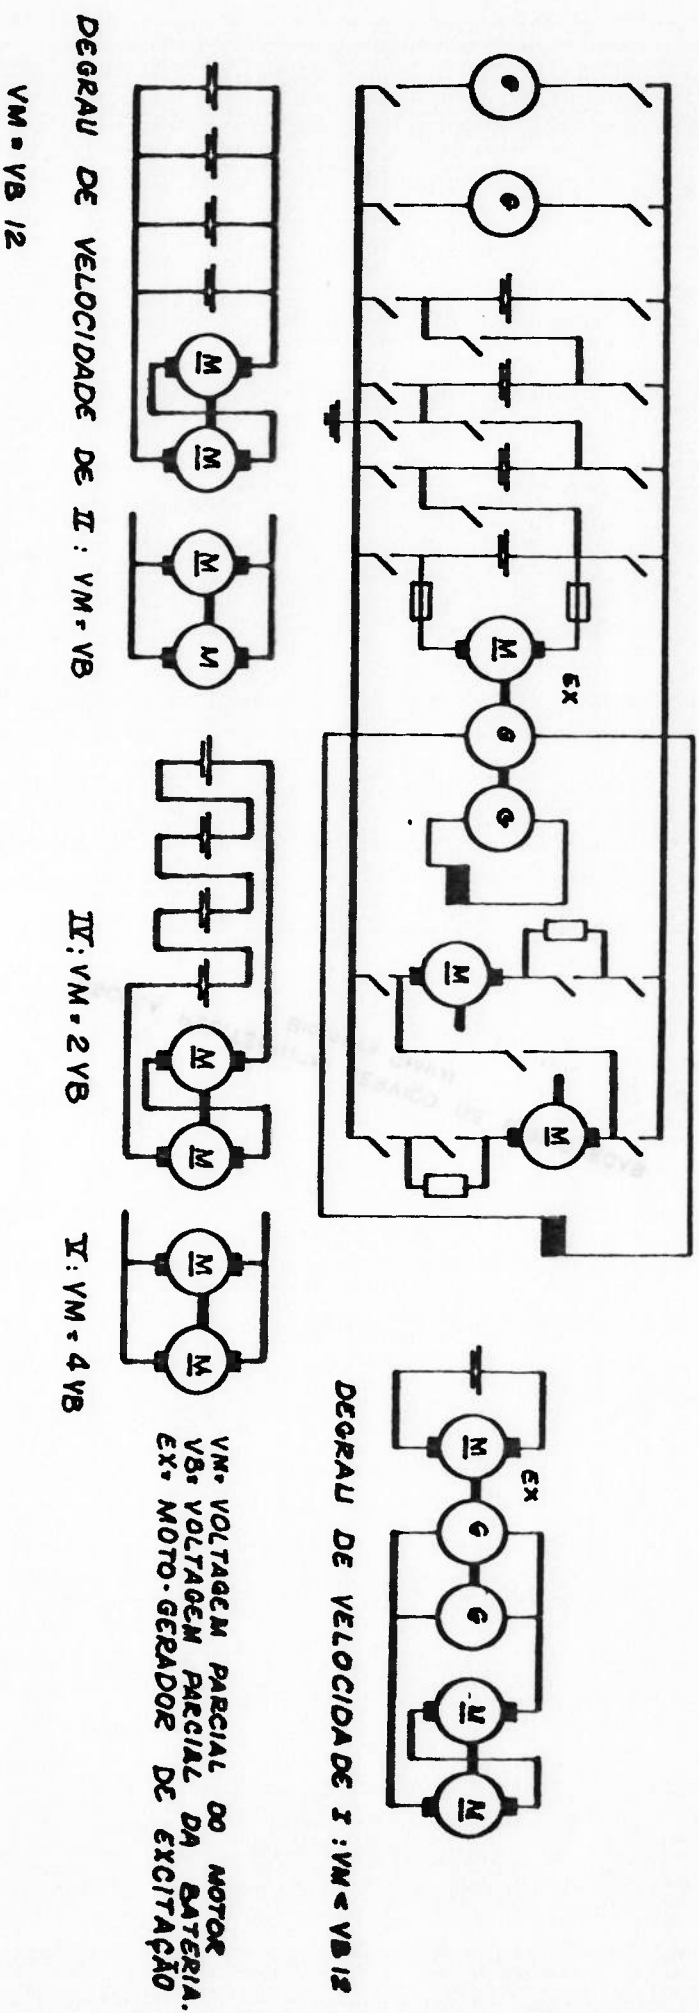 EX
G G M G G M M
EX
M G G M M
DEGRAU DE VELOCIDADE I : VM < VB 12
M M M M M M M M
DEGRAU DE VELOCIDADE DE II : VM = VB
VM = VB 12
IV : VM = 2 VB
V : VM = 4 VB
VM= VOLTAGEM PARCIAL DO MOTOR
VB= VOLTAGEM PARCIAL DA BATERIA.
EX= MOTO-GERADOR DE EXCITAÇÃO